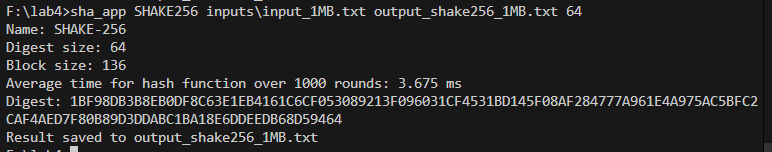 F:\lab4>sha_app SHAKE256 inputs\input_1MB.txt output_shake256_1MB.txt 64
Name: SHAKE-256
Digest size: 64
Block size: 136
Average time for hash function over 1000 rounds: 3.675 ms
Digest: 1BF98DB3B8EB0DF8C63E1EB4161C6CF053089213F096031CF4531BD145F08AF284777A961E4A975AC5BFC2
CAF4AED7F80B89D3DDABC1BA18E6DDEEDB68D59464
Result saved to output_shake256_1MB.txt